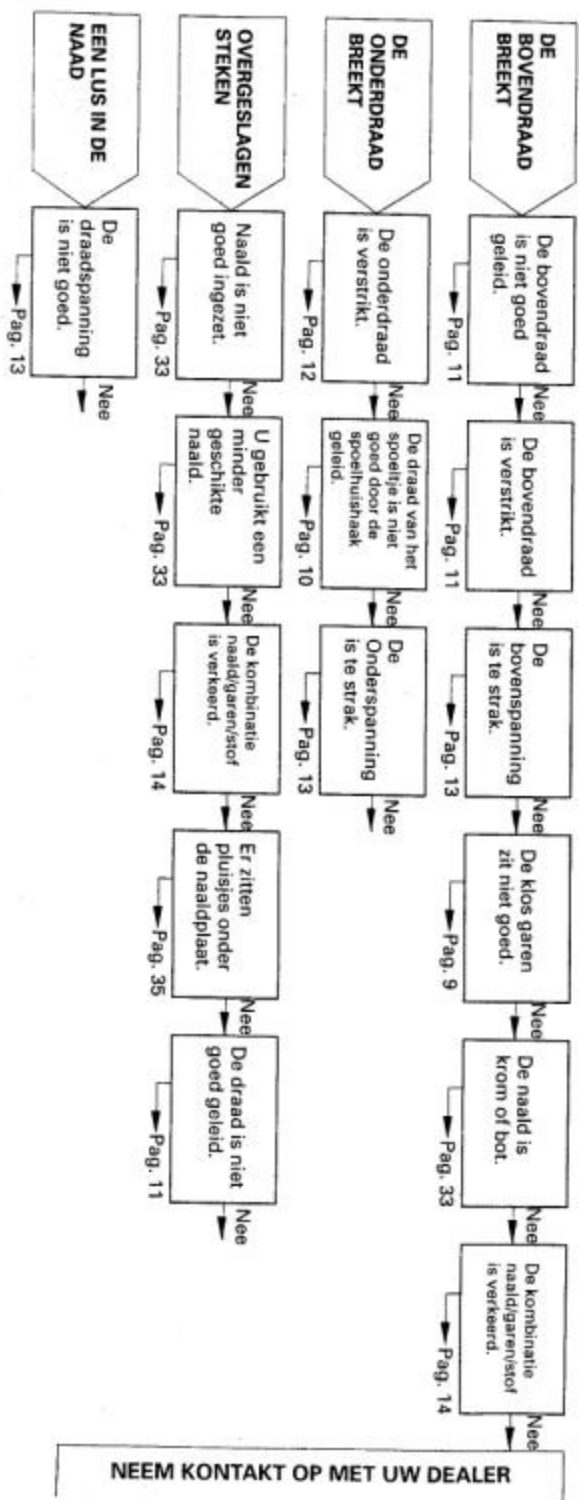 DE
BOVENDRAAD
BREEKT
De bovendraad
is niet goed
geleid.
Pag. 11
Nee
De bovendraad
is verstrikt.
Pag. 11
Nee
De
bovenspanning
is te strak.
Pag. 13
Nee
De klos garen
zit niet goed.
Pag. 9
Nee
De naald is
krom of bot.
Pag. 33
Nee
De kombinatie
naald/garen/stof
is verkeerd.
Pag. 14
Nee
DE
ONDERDRAAD
BREEKT
De onderdraad
is verstrikt.
Pag. 12
Nee
De draad van het
spoeltje is niet
goed door de
spoelhuishaak
geleid.
Pag. 10
Nee
De
Onderspanning
is te strak.
Pag. 13
Nee
OVERGESLAGEN
STEKEN
Naald is niet
goed ingezet.
Pag. 33
Nee
U gebruikt een
minder
geschikte
naald.
Pag. 33
Nee
De kombinatie
naald/garen/stof
is verkeerd.
Pag. 14
Nee
Er zitten
pluisjes onder
de naaldplaat.
Pag. 35
Nee
De draad is niet
goed geleid.
Pag. 11
Nee
EEN LUS IN DE
NAAD
De
draadspanning
is niet goed.
Pag. 13
Nee
NEEM KONTAKT OP MET UW DEALER